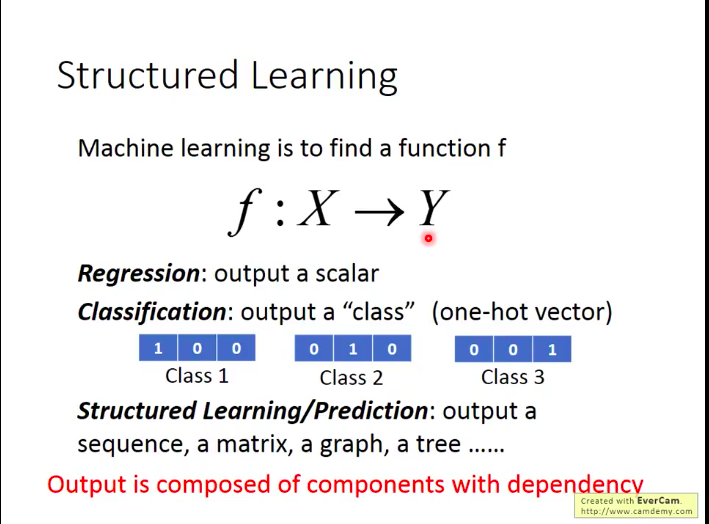 Structured Learning
Machine learning is to find a function f
f : X → Y
Regression: output a scalar
Classification: output a “class” (one-hot vector)
1 0 0 0 1 0 0 0 1
Class 1 Class 2 Class 3
Structured Learning/Prediction: output a
sequence, a matrix, a graph, a tree ……
Output is composed of components with dependency
Created with EverCam.
http://www.camdemy.com